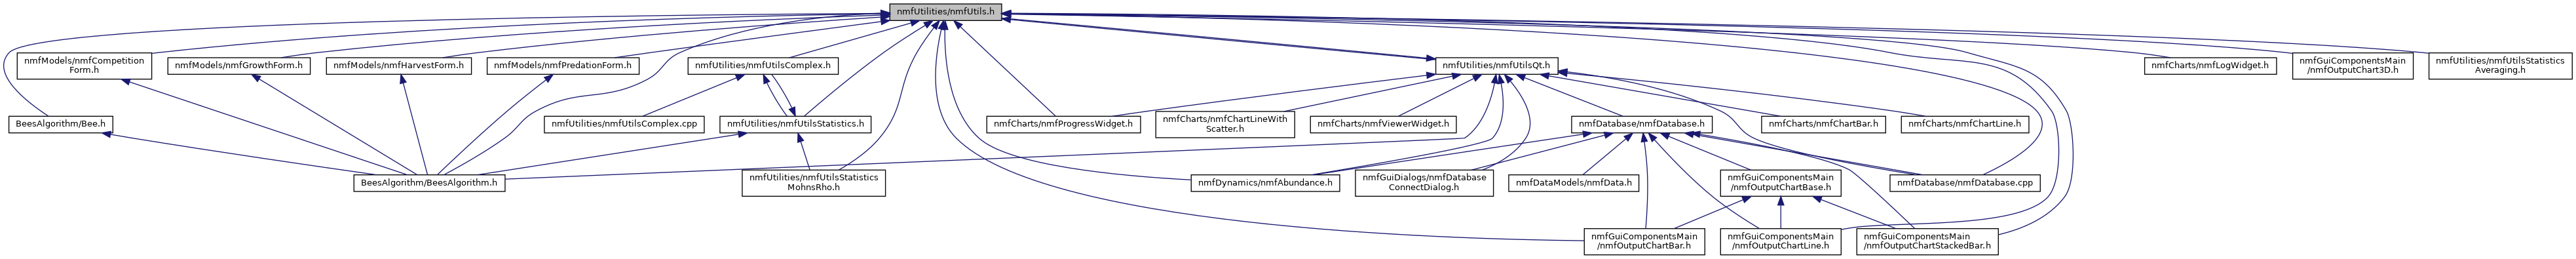 nmfUtilities/nmfUtils.h
nmfModels/nmfCompetition
Form.h
nmfModels/nmfGrowthForm.h
nmfModels/nmfHarvestForm.h
nmfModels/nmfPredationForm.h
nmfUtilities/nmfUtilsComplex.h
nmfUtilities/nmfUtilsQt.h
nmfCharts/nmfLogWidget.h
nmfGuiComponentsMain
/nmfOutputChart3D.h
nmfUtilities/nmfUtilsStatistics
Averaging.h
BeesAlgorithm/Bee.h
nmfUtilities/nmfUtilsComplex.cpp
nmfUtilities/nmfUtilsStatistics.h
nmfCharts/nmfProgressWidget.h
nmfCharts/nmfChartLineWith
Scatter.h
nmfCharts/nmfViewerWidget.h
nmfDatabase/nmfDatabase.h
nmfCharts/nmfChartBar.h
nmfCharts/nmfChartLine.h
BeesAlgorithm/BeesAlgorithm.h
nmfUtilities/nmfUtilsStatistics
MohnsRho.h
nmfDynamics/nmfAbundance.h
nmfGuiDialogs/nmfDatabase
ConnectDialog.h
nmfDataModels/nmfData.h
nmfGuiComponentsMain
/nmfOutputChartBase.h
nmfDatabase/nmfDatabase.cpp
nmfGuiComponentsMain
/nmfOutputChartBar.h
nmfGuiComponentsMain
/nmfOutputChartLine.h
nmfGuiComponentsMain
/nmfOutputChartStackedBar.h